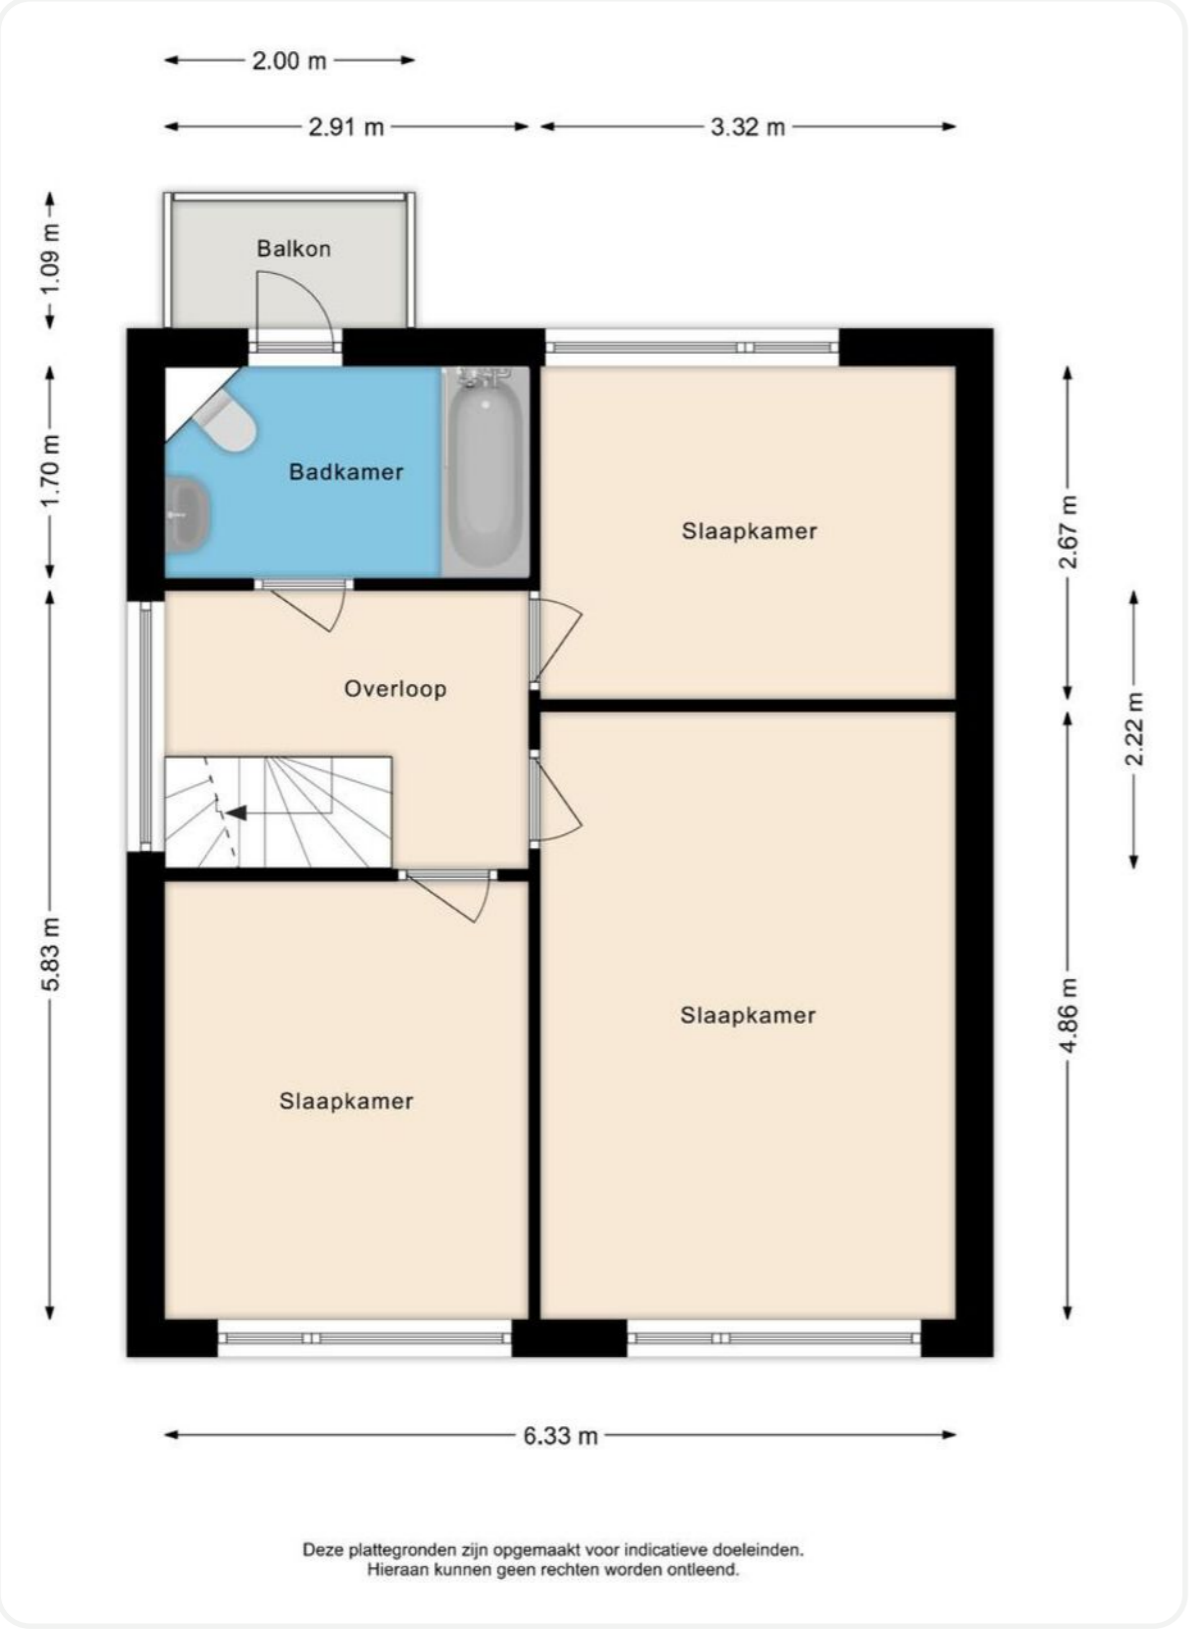 2.00 m
2.91 m
3.32 m
1.09 m
Balkon
1.70 m
Badkamer
Slaapkamer
2.67 m
Overloop
2.22 m
5.83 m
Slaapkamer
4.86 m
Slaapkamer
6.33 m
Deze plattegronden zijn opgemaakt voor indicatieve doeleinden.
Hieraan kunnen geen rechten worden ontleend.